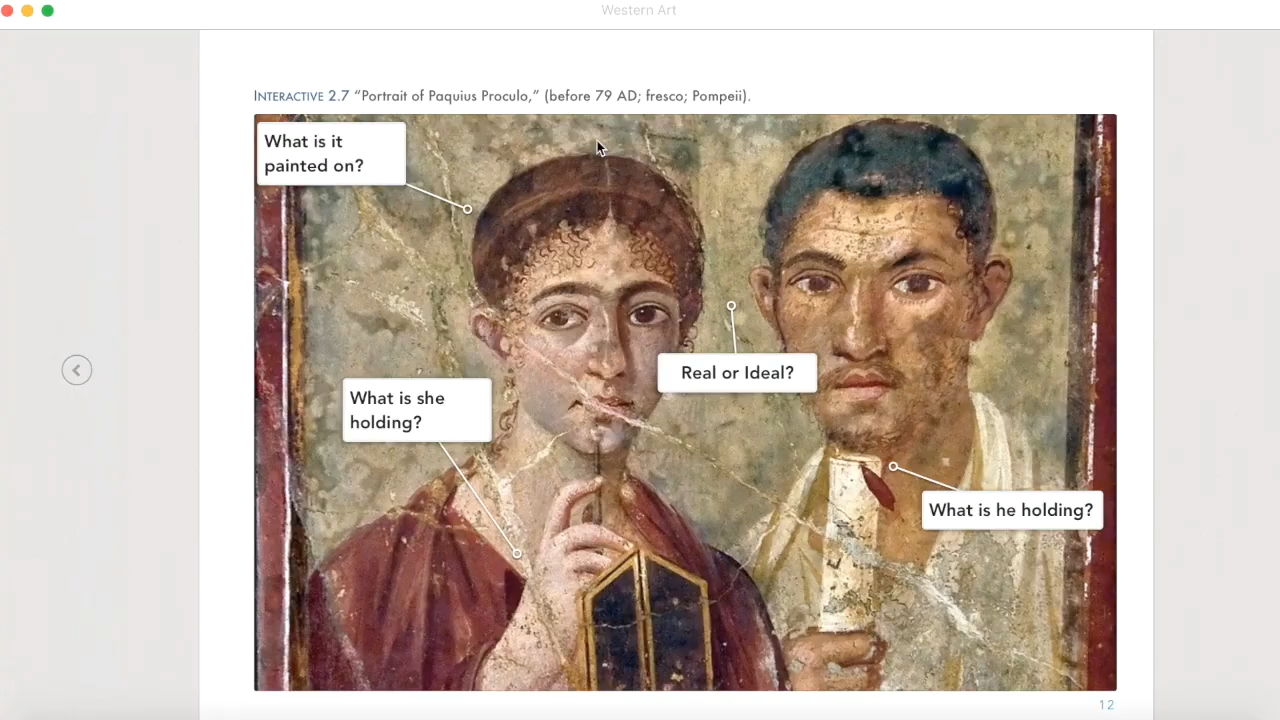 Western Art
INTERACTIVE 2.7 “Portrait of Paquius Proculo,” (before 79 AD; fresco; Pompeii).
What is it
painted on?
Real or Ideal?
What is she
holding?
What is he holding?
12